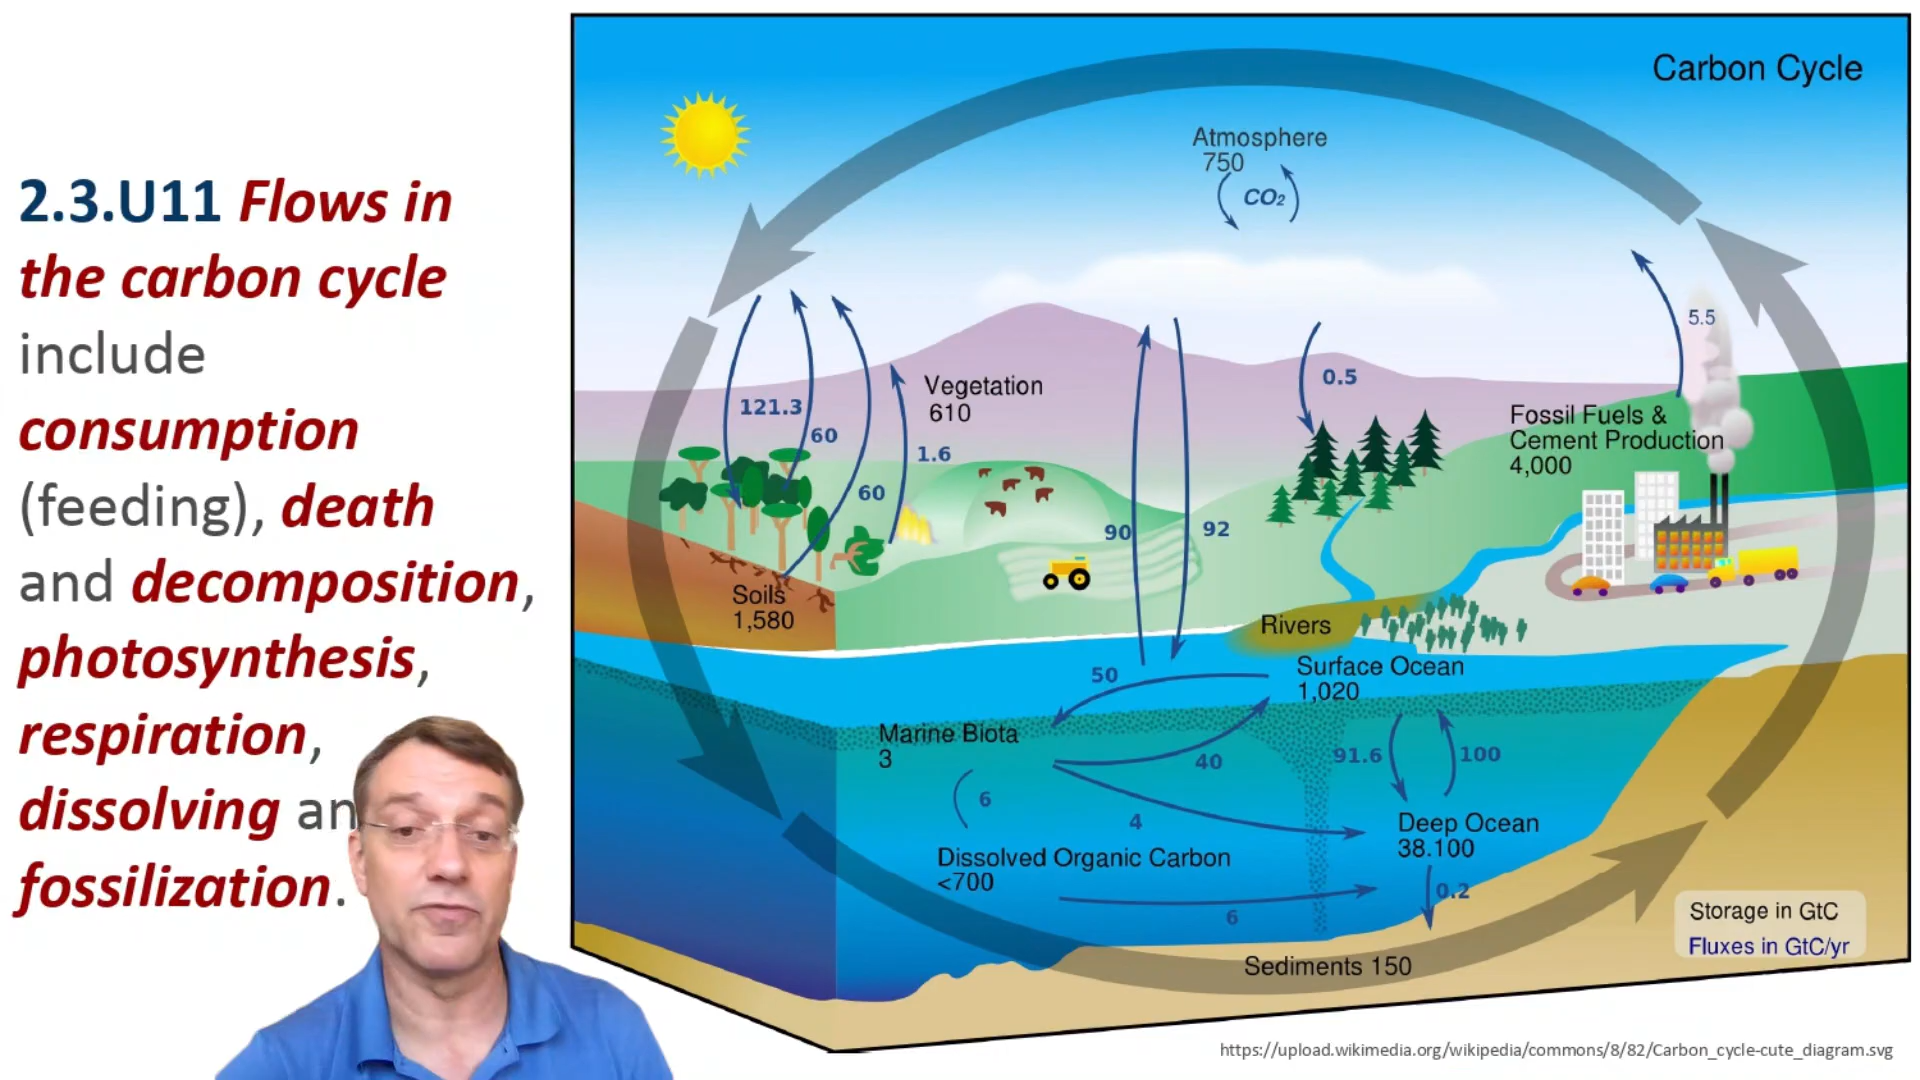 2.3.U11 Flows in
the carbon cycle
include
consumption
(feeding), death
and decomposition,
photosynthesis,
respiration,
dissolving an
fossilization.
Carbon Cycle
Atmosphere
750
CO₂
5.5
0.5
Vegetation
610
121.3
60
1.6
60
90
92
Fossil Fuels &
Cement Production
4,000
Soils
1,580
Rivers
Surface Ocean
1,020
50
Marine Biota
3
40
91.6
100
6
4
Deep Ocean
38.100
Dissolved Organic Carbon
<700
0.2
6
Storage in GtC
Fluxes in GtC/yr
Sediments 150
https://upload.wikimedia.org/wikipedia/commons/8/82/Carbon_cycle-cute_diagram.svg